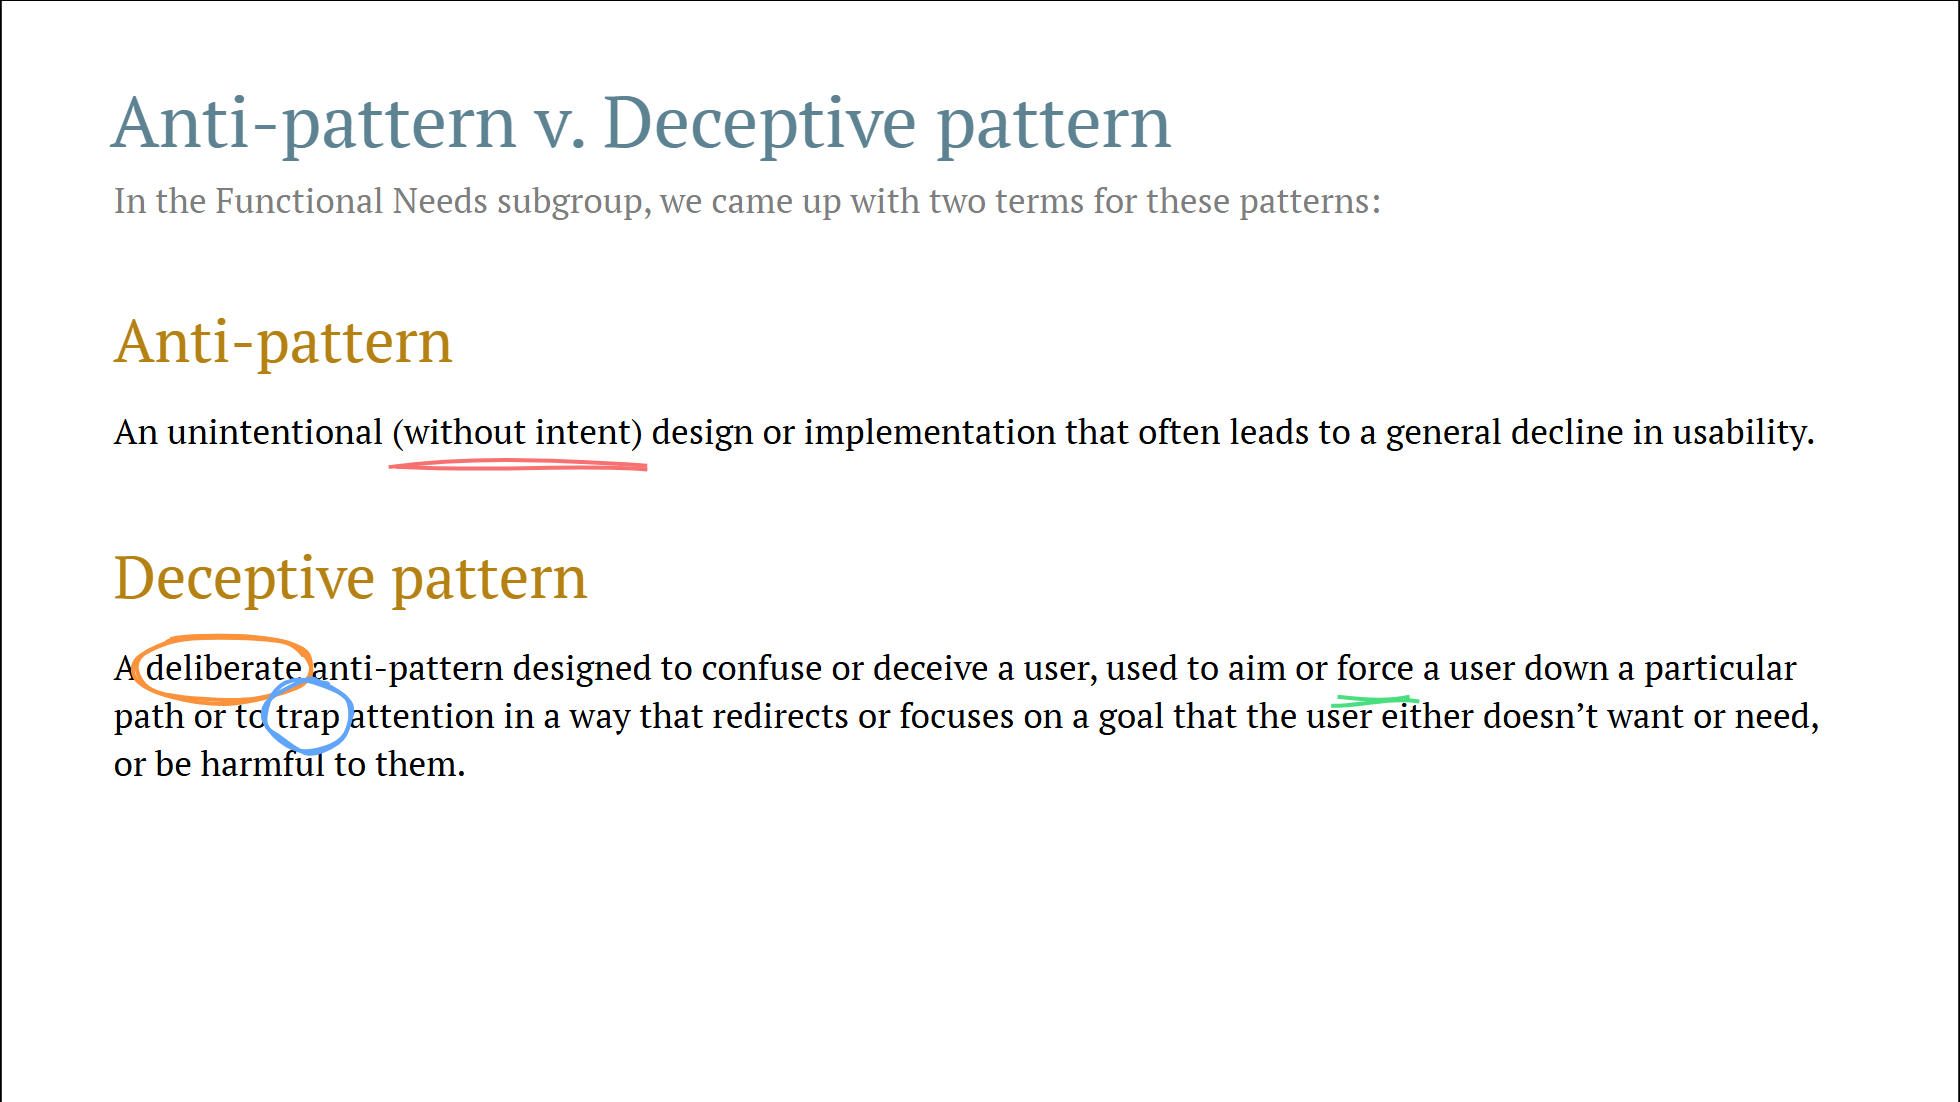 Anti-pattern v. Deceptive pattern
In the Functional Needs subgroup, we came up with two terms for these patterns:
Anti-pattern
An unintentional (without intent) design or implementation that often leads to a general decline in usability.
Deceptive pattern
A deliberate anti-pattern designed to confuse or deceive a user, used to aim or force a user down a particular
path or to trap attention in a way that redirects or focuses on a goal that the user either doesn’t want or need,
or be harmful to them.